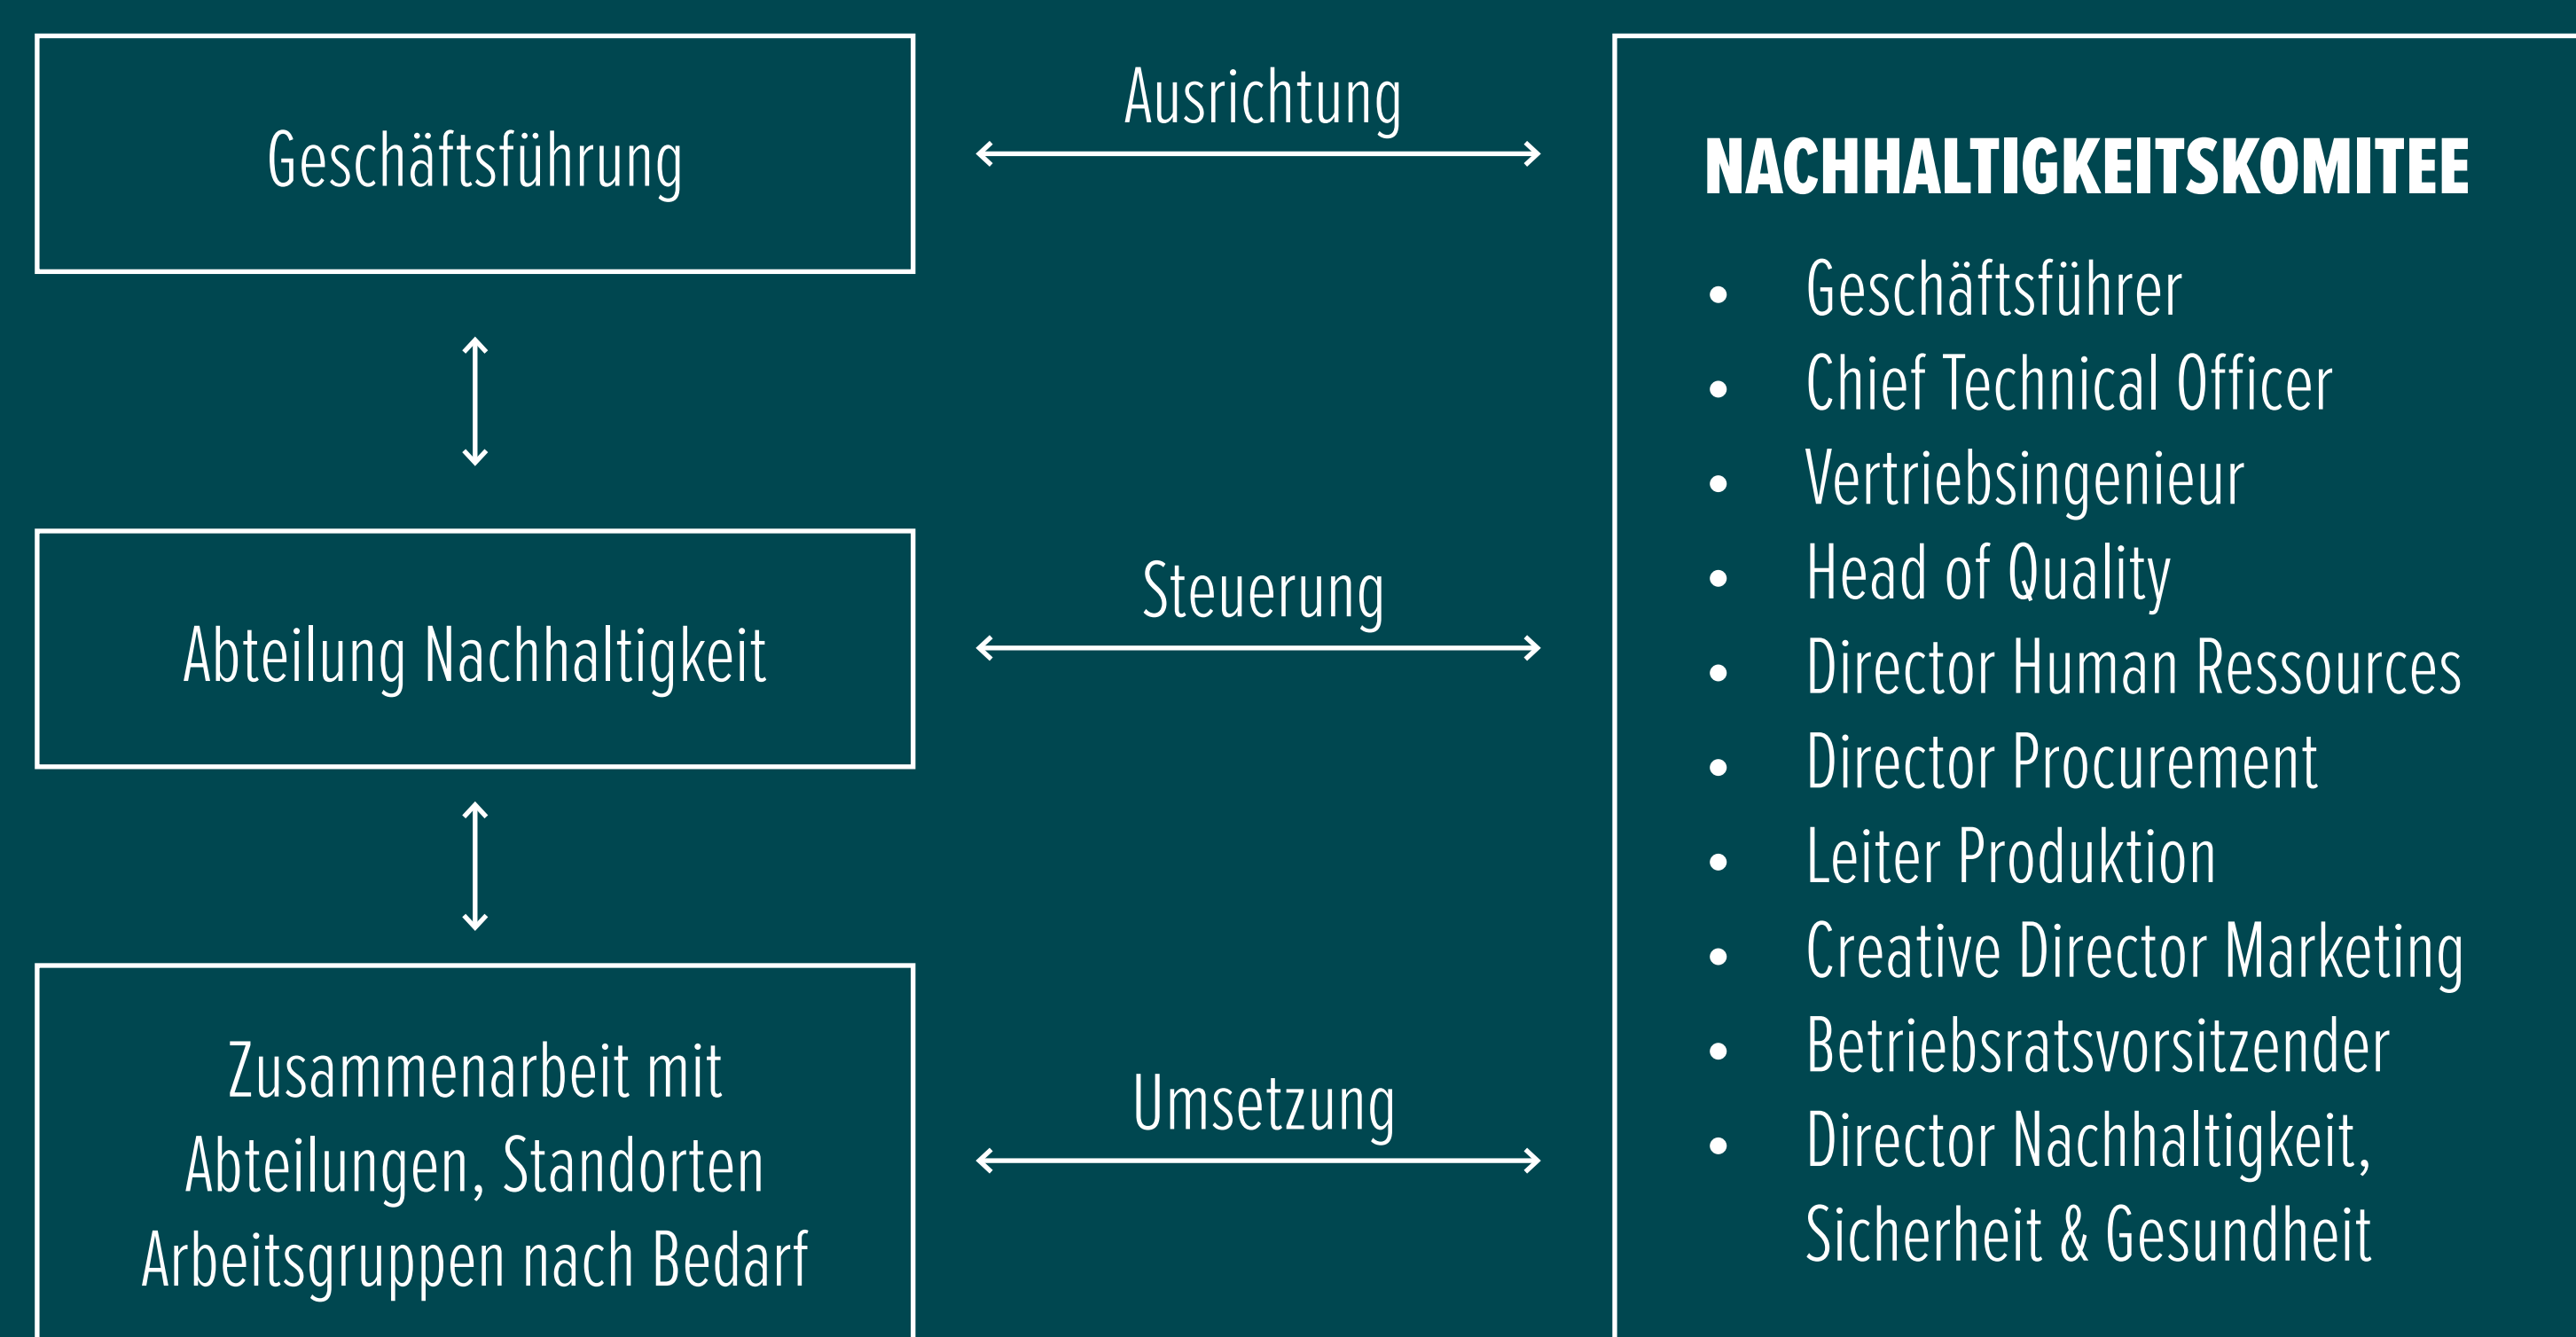 Geschäftsführung
Ausrichtung
Abteilung Nachhaltigkeit
Steuerung
Zusammenarbeit mit
Abteilungen, Standorten
Arbeitsgruppen nach Bedarf
Umsetzung
NACHHALTIGKEITSKOMITEE
• Geschäftsführer
• Chief Technical Officer
• Vertriebsingenieur
• Head of Quality
• Director Human Ressources
• Director Procurement
• Leiter Produktion
• Creative Director Marketing
• Betriebsratsvorsitzender
• Director Nachhaltigkeit,
Sicherheit & Gesundheit